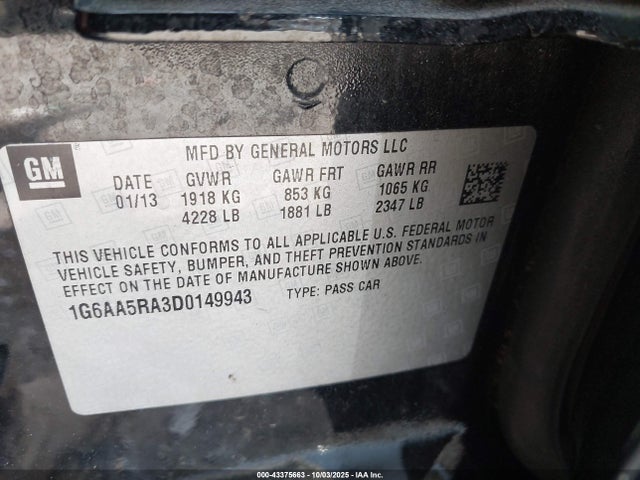 GM
MFD BY GENERAL MOTORS LLC
DATE GVWR GAWR FRT GAWR RR
01/13 1918 KG 853 KG 1065 KG
4228 LB 1881 LB 2347 LB
THIS VEHICLE CONFORMS TO ALL APPLICABLE U.S. FEDERAL MOTOR
VEHICLE SAFETY, BUMPER, AND THEFT PREVENTION STANDARDS IN
EFFECT ON THE DATE OF MANUFACTURE SHOWN ABOVE.
1G6AA5RA3D0149943 TYPE: PASS CAR
000-43375663 - 10/03/2025 - IAA Inc.